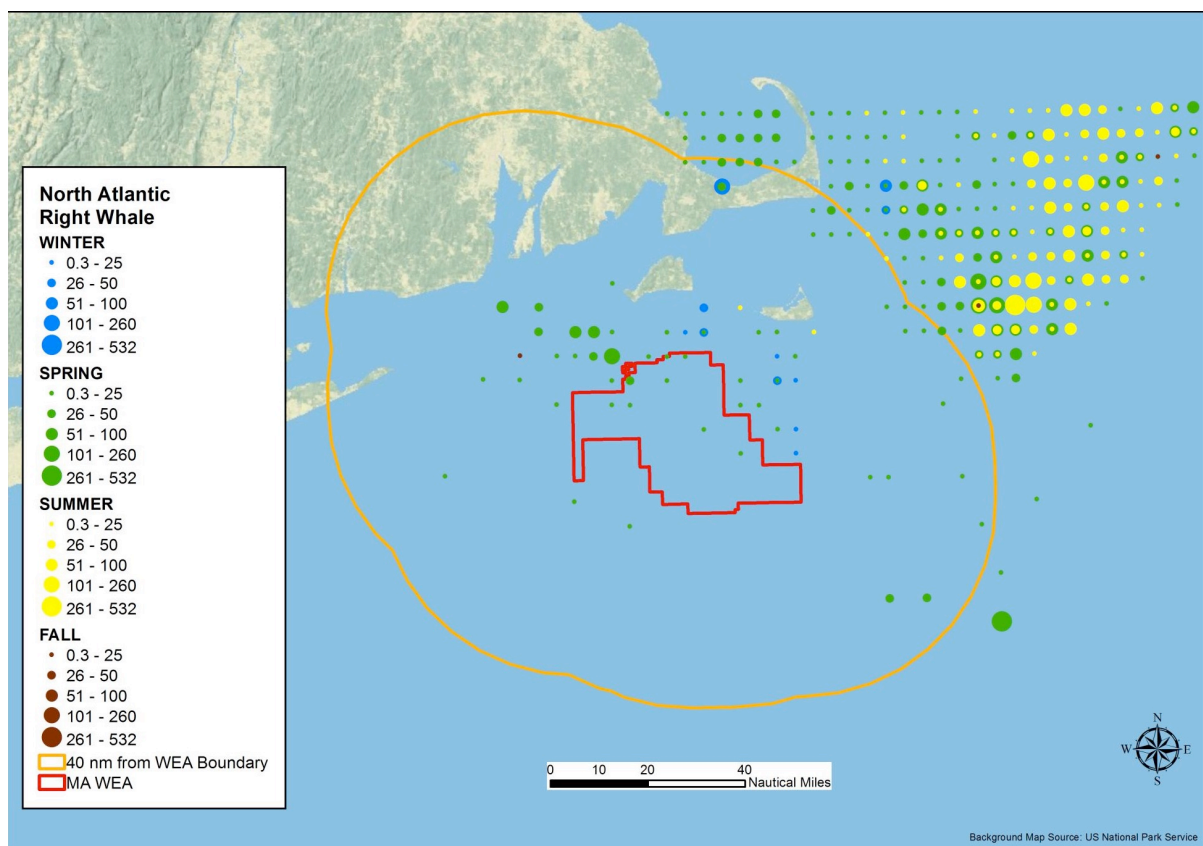 North Atlantic
Right Whale
WINTER
0.3 - 25
26 - 50
51 - 100
101 - 260
261 - 532
SPRING
0.3 - 25
26 - 50
51 - 100
101 - 260
261 - 532
SUMMER
0.3 - 25
26 - 50
51 - 100
101 - 260
261 - 532
FALL
0.3 - 25
26 - 50
51 - 100
101 - 260
261 - 532
40 nm from WEA Boundary
MA WEA
0 10 20 40
Nautical Miles
N
W E
S
Background Map Source: US National Park Service